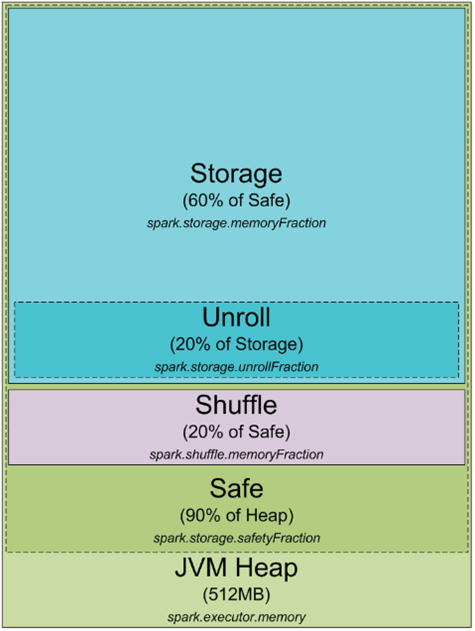 Storage
(60% of Safe)
spark.storage.memoryFraction
Unroll
(20% of Storage)
spark.storage.unrollFraction
Shuffle
(20% of Safe)
spark.shuffle.memoryFraction
Safe
(90% of Heap)
spark.storage.safetyFraction
JVM Heap
(512MB)
spark.executor.memory